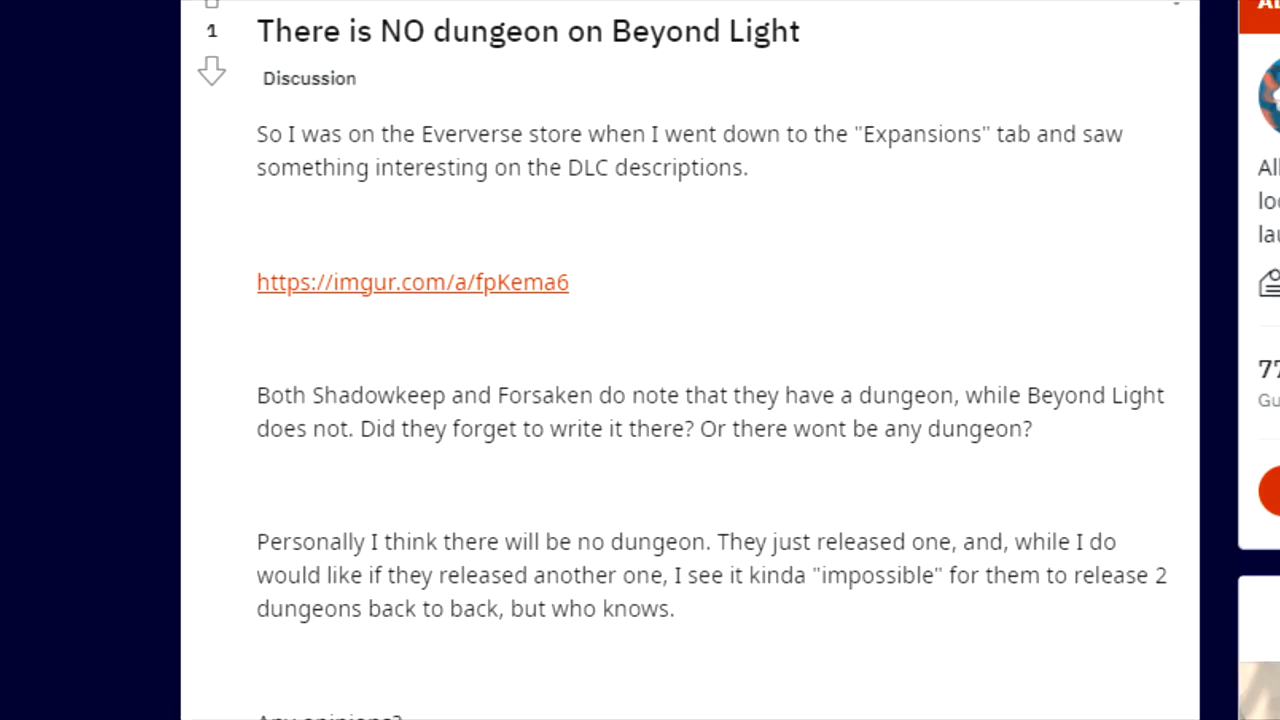 There is NO dungeon on Beyond Light
1
Discussion
So I was on the Eververse store when I went down to the "Expansions" tab and saw
something interesting on the DLC descriptions.
https://imgur.com/a/fpKema6
Both Shadowkeep and Forsaken do note that they have a dungeon, while Beyond Light
does not. Did they forget to write it there? Or there wont be any dungeon?
Personally I think there will be no dungeon. They just released one, and, while I do
would like if they released another one, I see it kinda "impossible" for them to release 2
dungeons back to back, but who knows.
Any opinions?